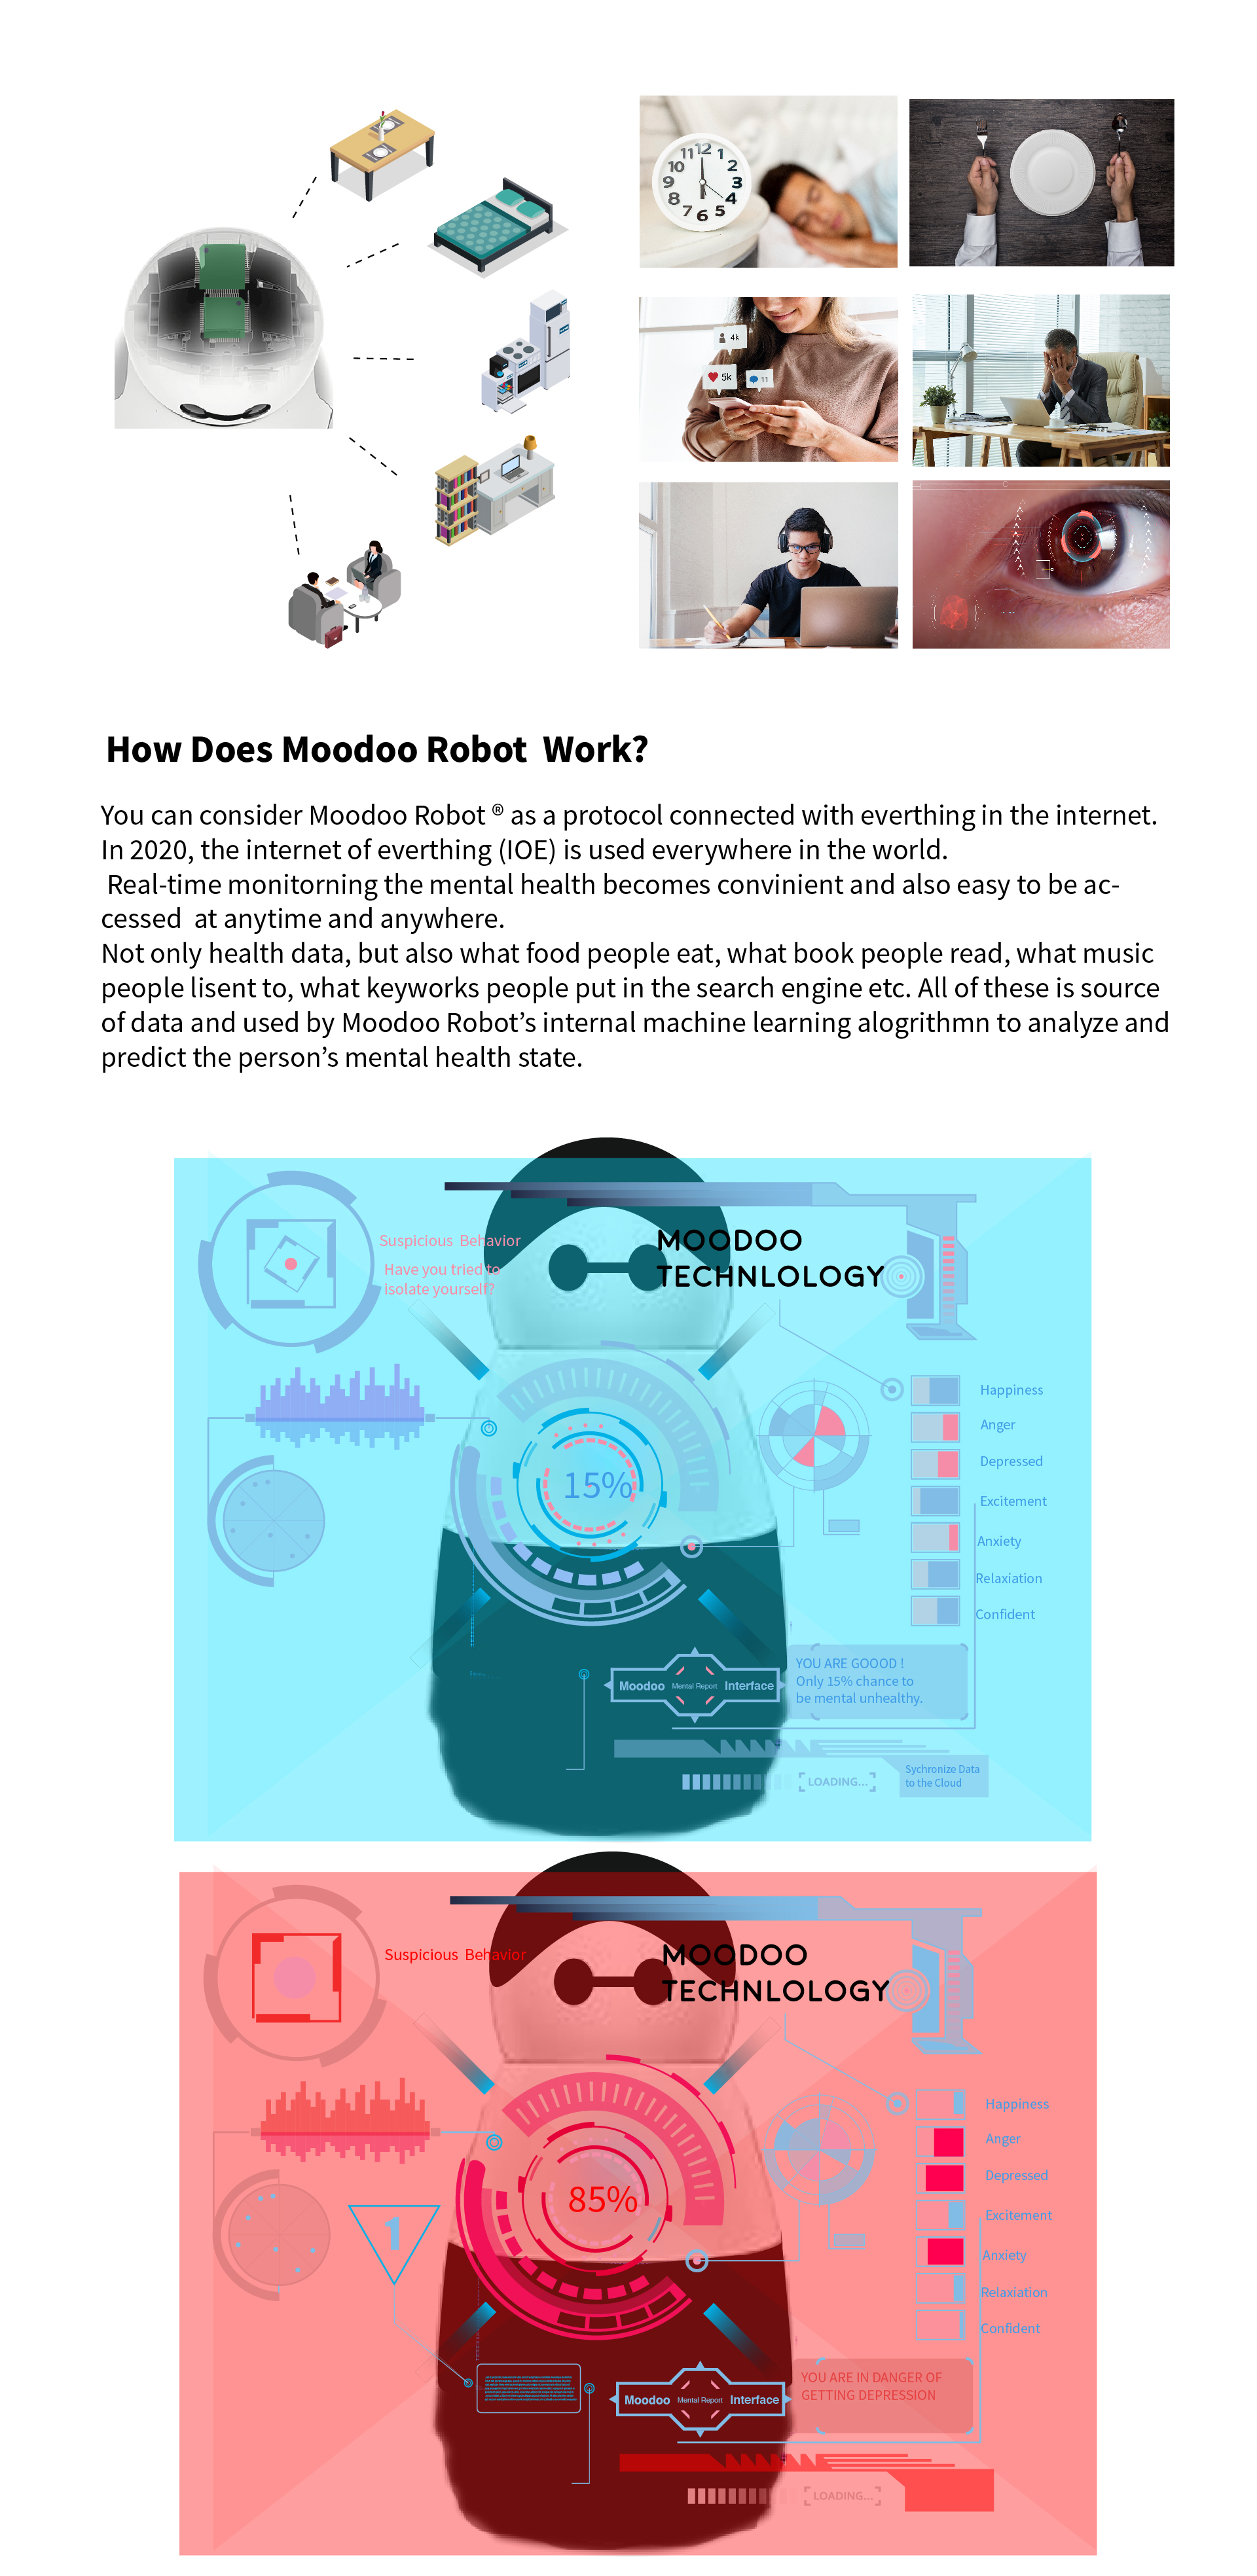 11 12 1
10 2
9 3
8 4
7 6 5
4k
5k
11
How Does Moodoo Robot  Work?
You can consider Moodoo Robot ® as a protocol connected with everthing in the internet.
In 2020, the internet of everthing (IOE) is used everywhere in the world.
Real-time monitorning the mental health becomes convinient and also easy to be ac-
cessed  at anytime and anywhere.
Not only health data, but also what food people eat, what book people read, what music
people lisent to, what keyworks people put in the search engine etc. All of these is source
of data and used by Moodoo Robot’s internal machine learning alogrithmn to analyze and
predict the person’s mental health state.
Suspicious  Behavior
Have you tried to
isolate yourself?
MOODOO
TECHNLOLOGY
Happiness
Anger
Depressed
Excitement
Anxiety
Relaxiation
Confident
15%
Moodoo Mental Report Interface
YOU ARE GOOOD !
Only 15% chance to
be mental unhealthy.
LOADING...
Sychronize Data
to the Cloud
Suspicious  Behavior
MOODOO
TECHNLOLOGY
Happiness
Anger
Depressed
Excitement
Anxiety
Relaxiation
Confident
85%
1
Moodoo Mental Report Interface
YOU ARE IN DANGER OF
GETTING DEPRESSION
LOADING...